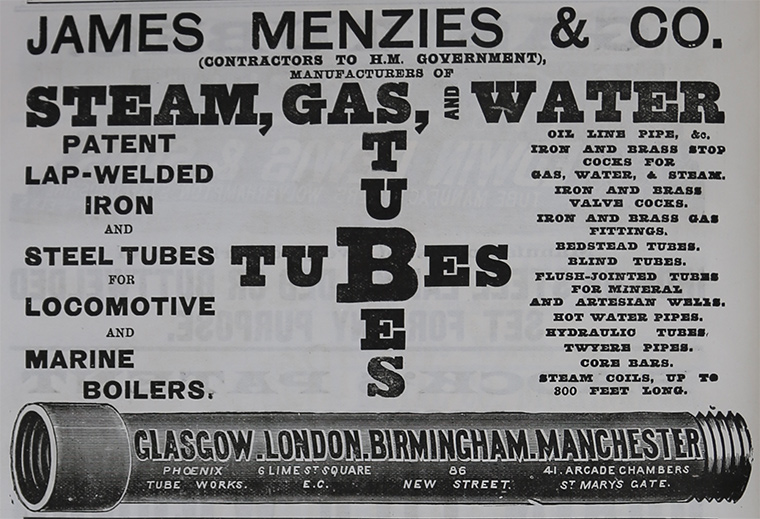 JAMES MENZIES & CO.
(CONTRACTORS TO H.M. GOVERNMENT),
MANUFACTURERS OF
STEAM, GAS, AND WATER
PATENT
LAP-WELDED
IRON
AND
STEEL TUBES
FOR
LOCOMOTIVE
AND
MARINE
BOILERS.
TUBES
TUBES
OIL LINE PIPE, &c.
IRON AND BRASS STOP
COCKS FOR
GAS, WATER, & STEAM.
IRON AND BRASS
VALVE COCKS.
IRON AND BRASS GAS
FITTINGS.
BEDSTEAD TUBES.
BLIND TUBES.
FLUSH-JOINTED TUBES
FOR MINERAL
AND ARTESIAN WELLS.
HOT WATER PIPES.
HYDRAULIC TUBES.
TWYERE PIPES.
CORE BARS.
STEAM COILS, UP TO
300 FEET LONG.
GLASGOW. LONDON. BIRMINGHAM. MANCHESTER
PHOENIX 6 LIME ST SQUARE 86 41. ARCADE CHAMBERS
TUBE WORKS. E.C. NEW STREET. ST MARY'S GATE.